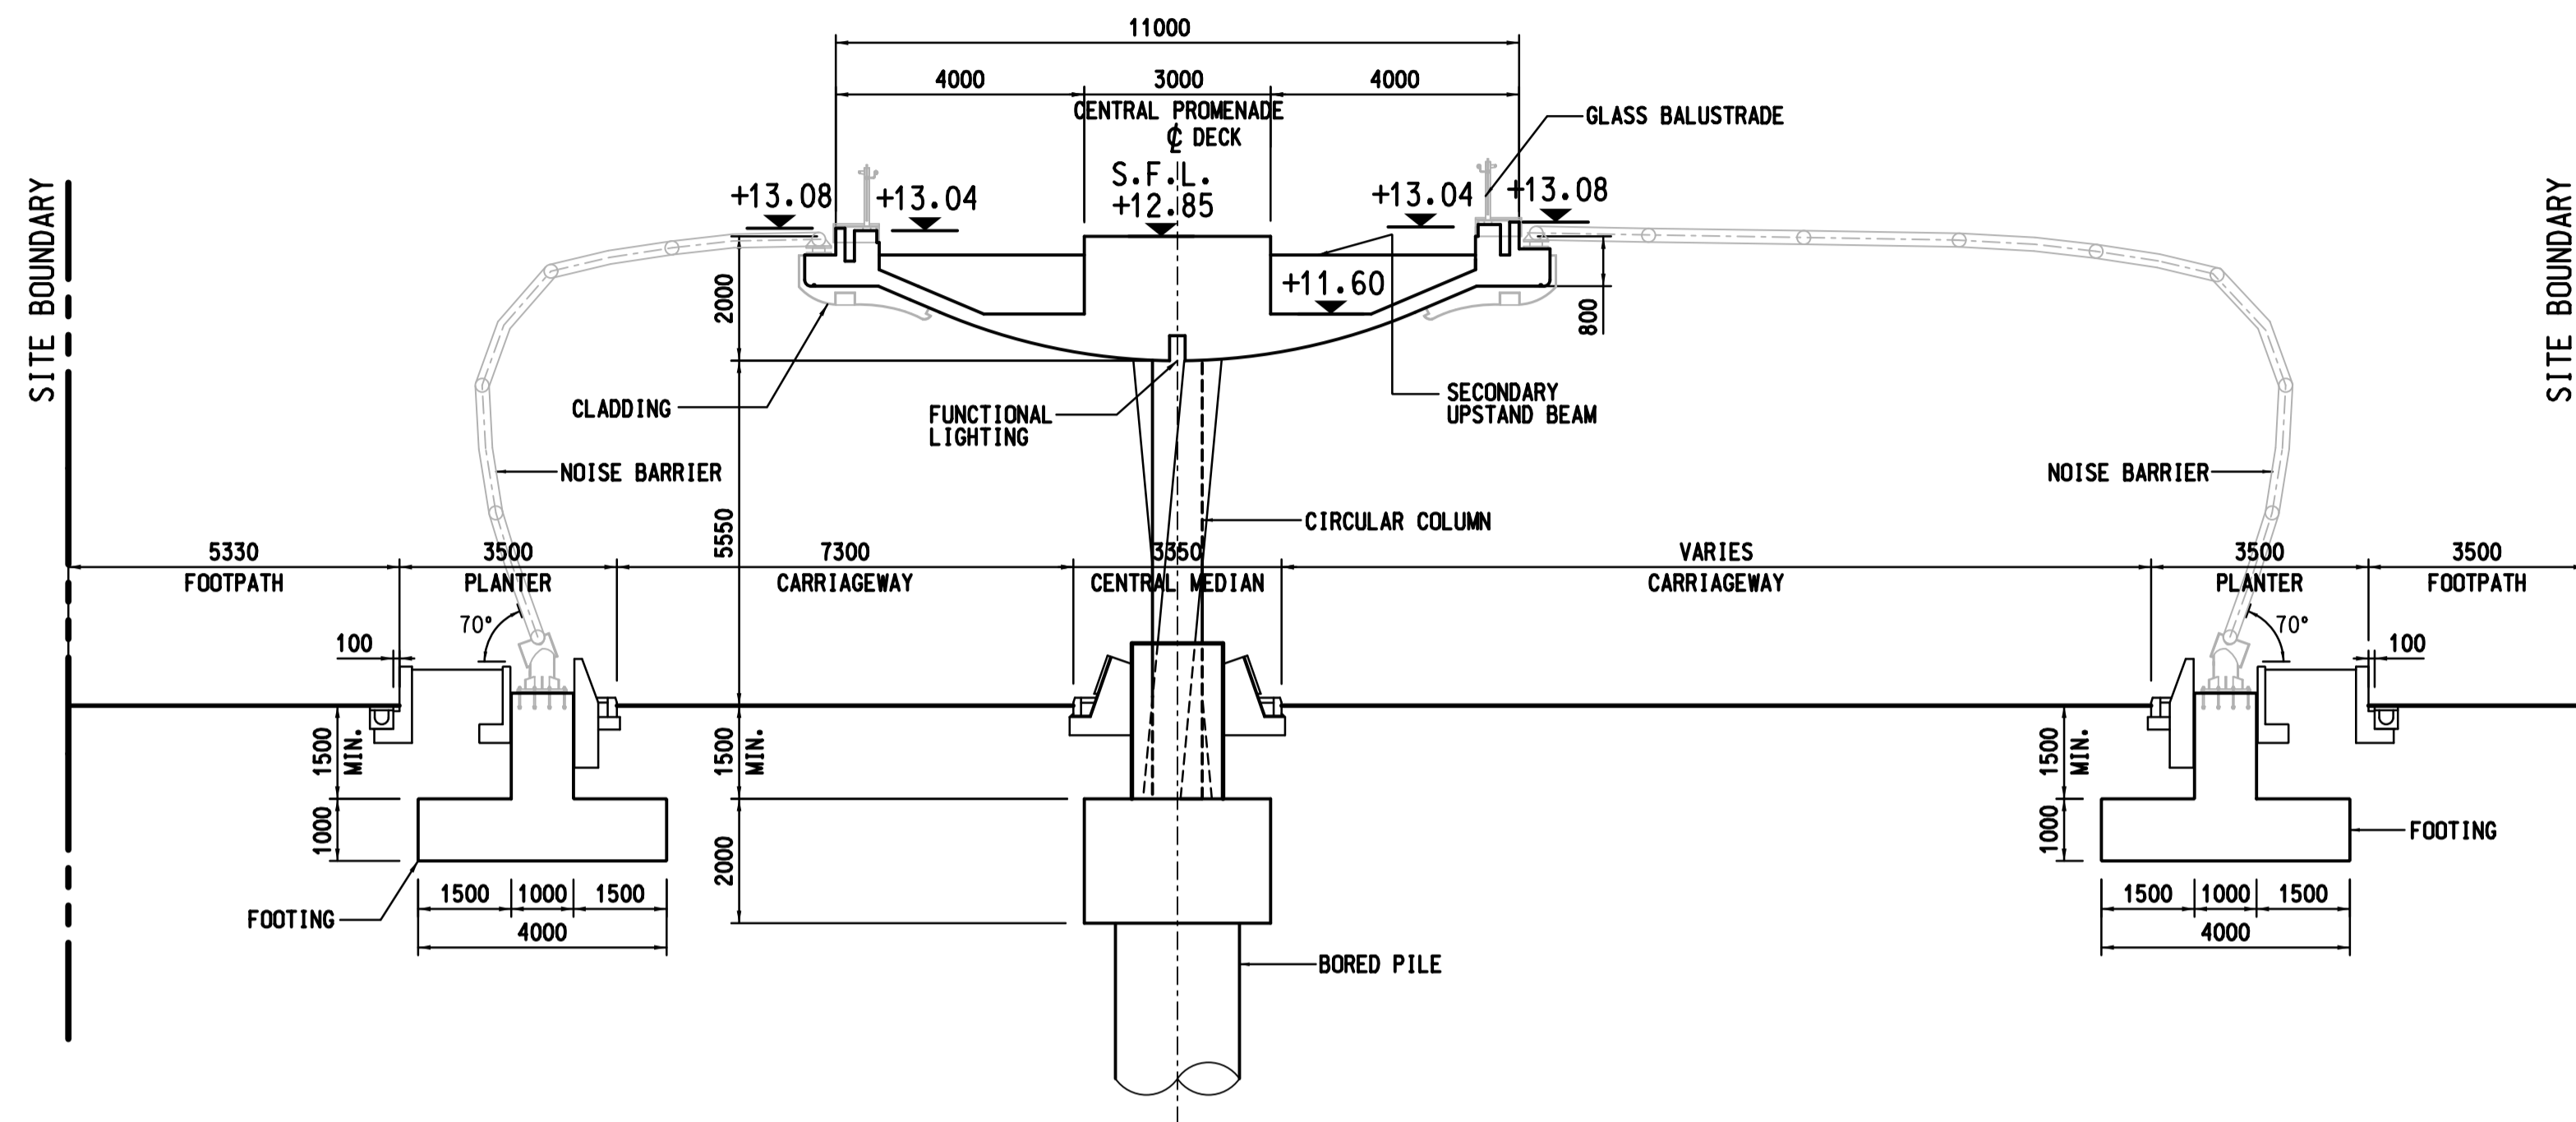 11000
4000
3000
4000
CENTRAL PROMENADE
℄ DECK
GLASS BALUSTRADE
S.F.L.
+12.85
+13.08
+13.04
+13.04
+13.08
SITE BOUNDARY
SITE BOUNDARY
+11.60
2000
800
CLADDING
FUNCTIONAL
LIGHTING
SECONDARY
UPSTAND BEAM
NOISE BARRIER
NOISE BARRIER
CIRCULAR COLUMN
5550
5330
3500
7300
3350
VARIES
3500
3500
FOOTPATH
PLANTER
CARRIAGEWAY
CENTRAL MEDIAN
CARRIAGEWAY
PLANTER
FOOTPATH
70°
70°
100
100
1500
MIN.
1500
MIN.
1500
MIN.
1000
2000
1000
FOOTING
FOOTING
1500
1000
1500
4000
1500
1000
1500
4000
BORED PILE